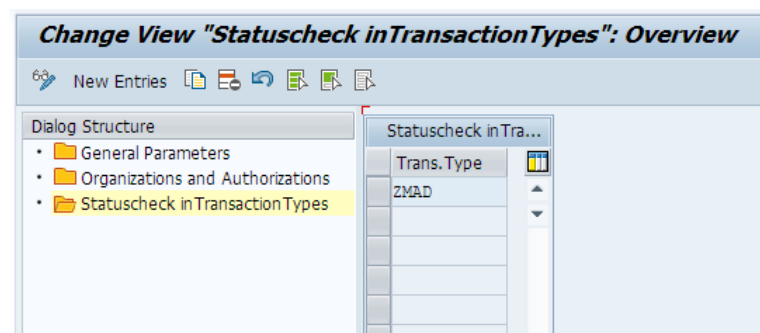 Change View "Statuscheck inTransactionTypes": Overview
New Entries
Dialog Structure
General Parameters
Organizations and Authorizations
Statuscheck inTransactionTypes
Statuscheck inTra...
Trans.Type
ZMAD